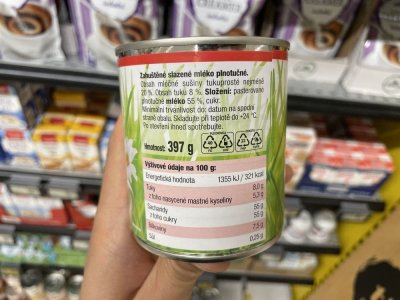 Zahuštěné slazené mléko plnotučné.
Obsah mléčné sušiny tukuprosté nejméně
20 %. Obsah tuku 8 %. Složení: pasterované
plnotučné mléko 55 %, cukr.
Minimální trvanlivost do: datum na spodní
straně obalu. Skladujte při teplotě do +24 °C.
Po otevření ihned spotřebujte.
Hmotnost: 397 g
Výživové údaje na 100 g:
Energetická hodnota 1355 kJ / 321 kcal
Tuky 8,0 g
z toho nasycené mastné kyseliny 5,3 g
Sacharidy 55 g
z toho cukry 55 g
Bílkoviny 7,5 g
Sůl 0,25 g